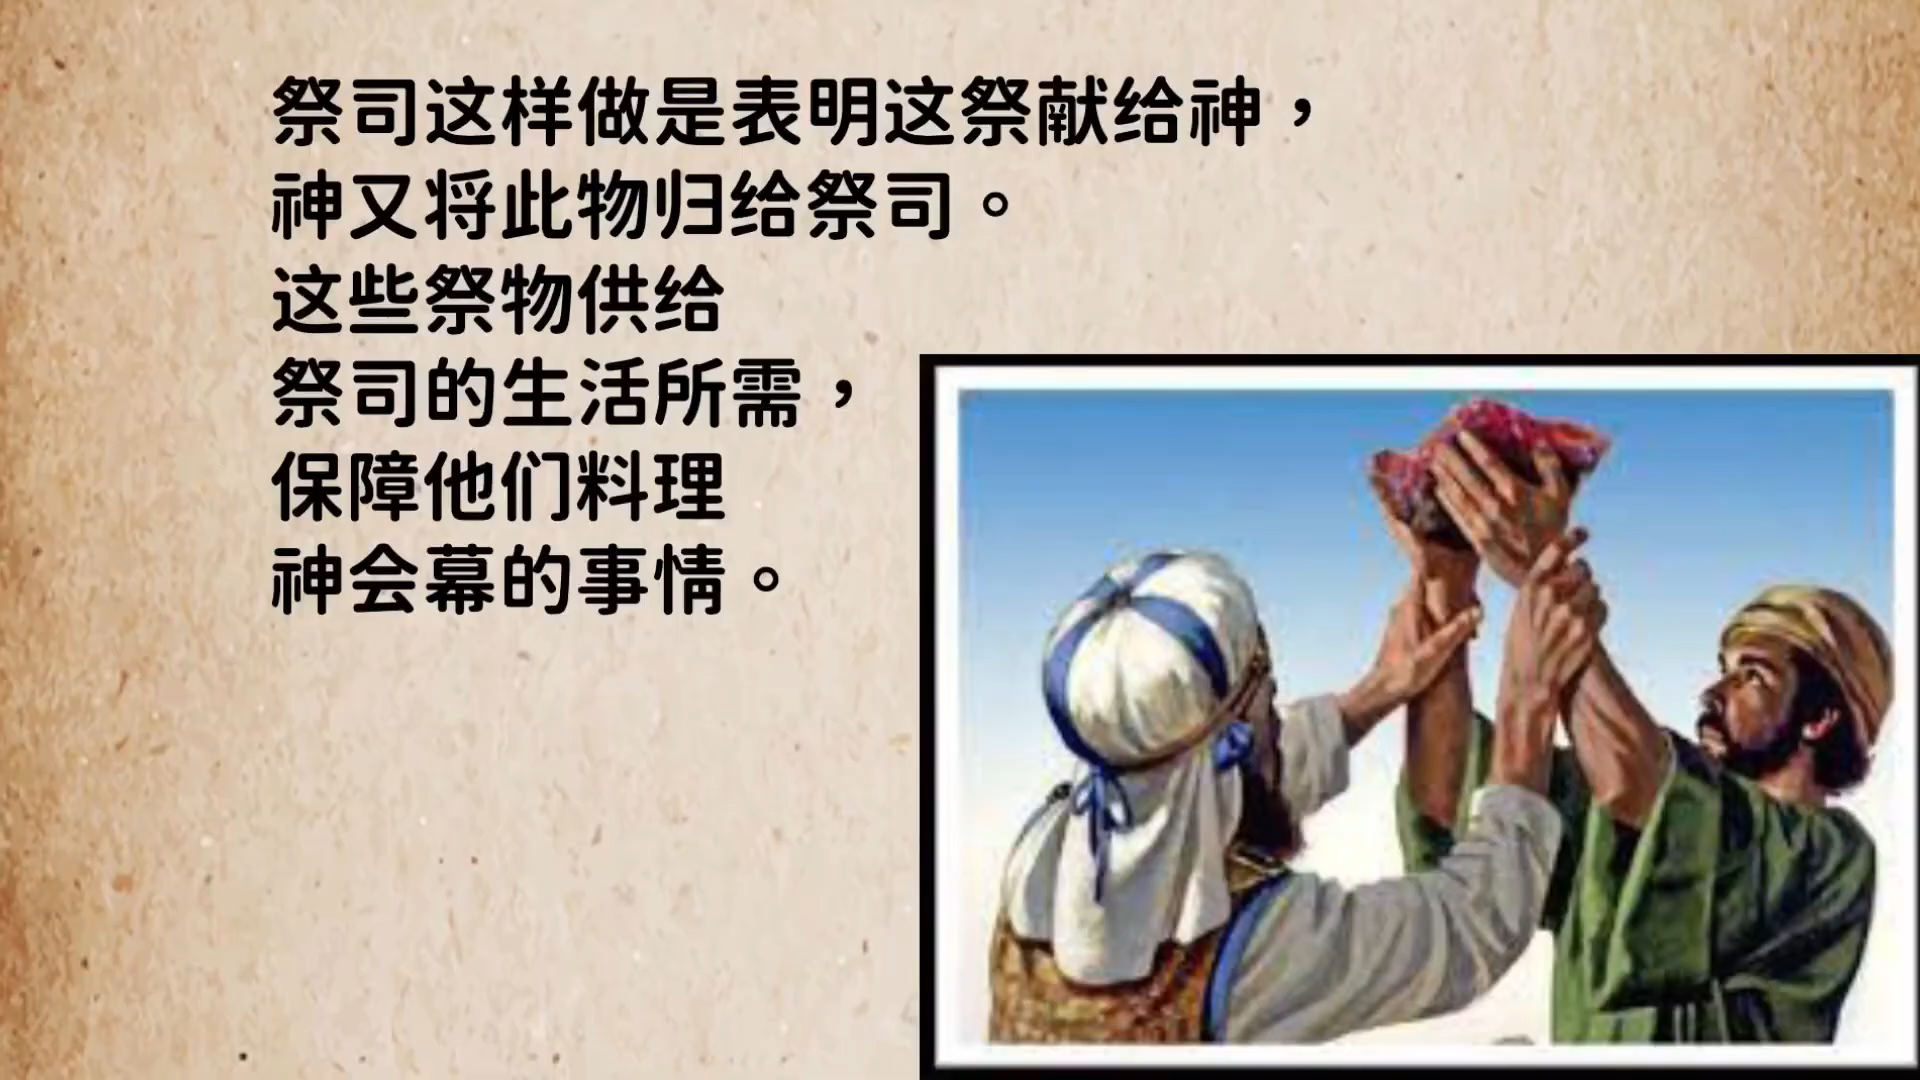 祭司这样做是表明这祭献给神，
神又将此物归给祭司。
这些祭物供给
祭司的生活所需，
保障他们料理
神会幕的事情。